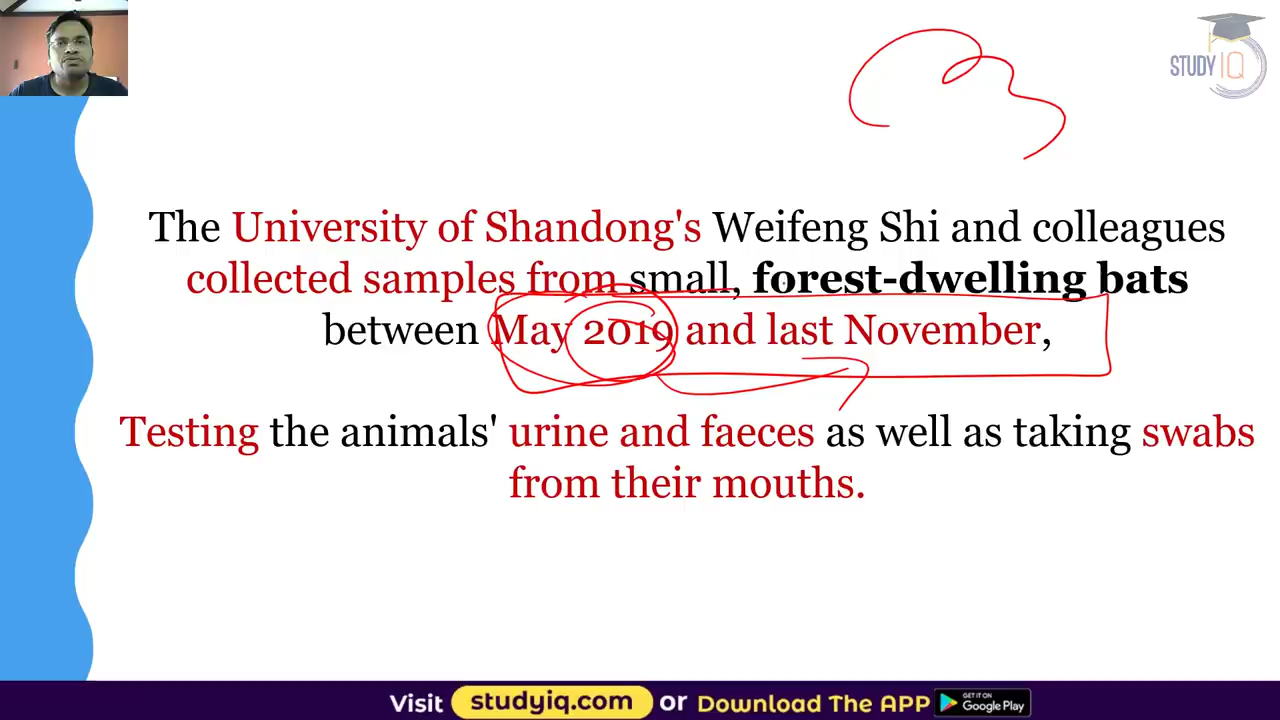 STUDY IQ
The University of Shandong's Weifeng Shi and colleagues
collected samples from small, forest-dwelling bats
between May 2019 and last November,
Testing the animals' urine and faeces as well as taking swabs
from their mouths.
Visit studyiq.com or Download The APP GET IT ON Google Play